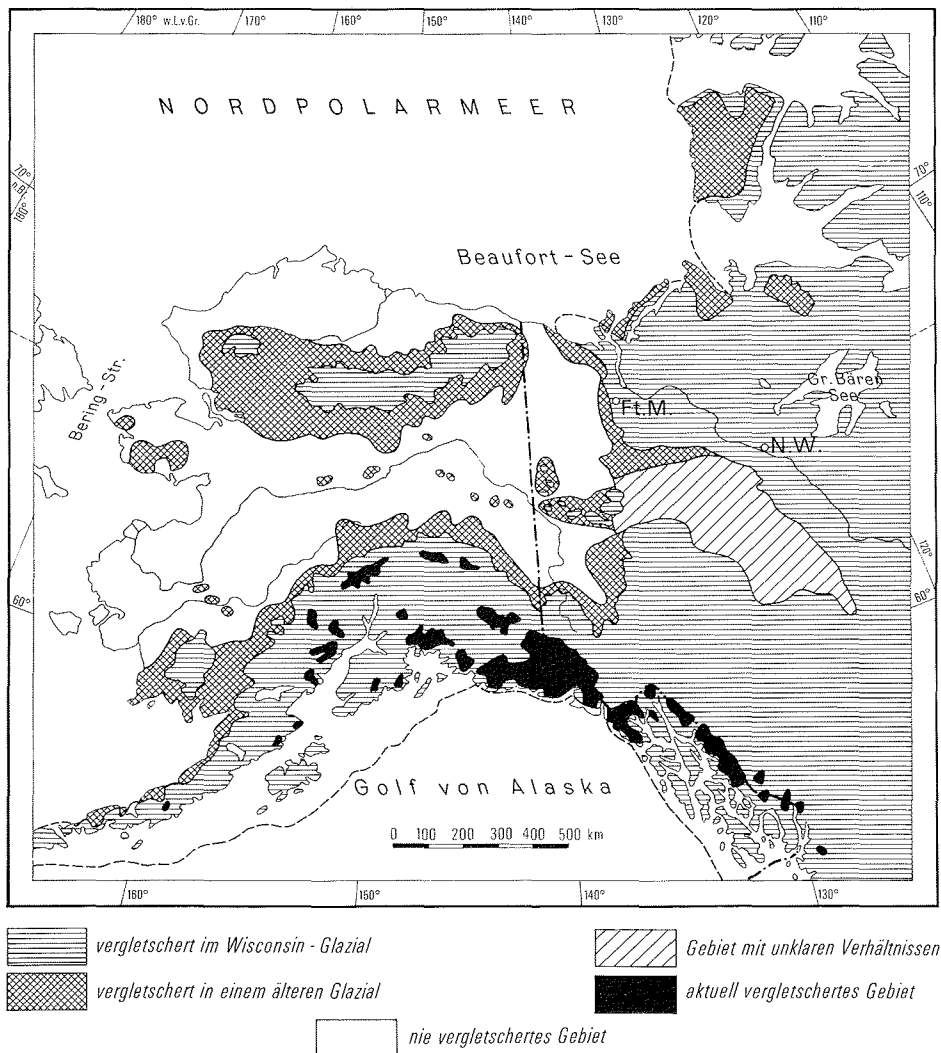 180° w.L.v.Gr. 170° 160° 150° 140° 130° 120° 110°
NORDPOLARMEER
70°
n.Br.
180°
70°
110°
Beaufort-See
Bering-Str.
Gr. Bären
See
Ft.M.
N.W.
120°
60°
60°
Golf von Alaska
0 100 200 300 400 500 km
160° 150° 140° 130°
vergletschert im Wisconsin - Glazial
Gebiet mit unklaren Verhältnissen
vergletschert in einem älteren Glazial
aktuell vergletschertes Gebiet
nie vergletschertes Gebiet